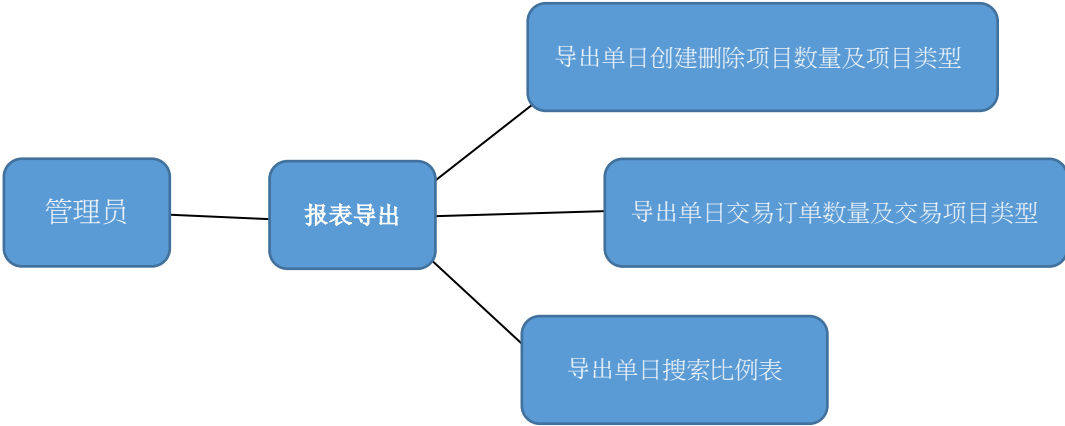 导出单日创建删除项目数量及项目类型
管理员
报表导出
导出单日交易订单数量及交易项目类型
导出单日搜索比例表